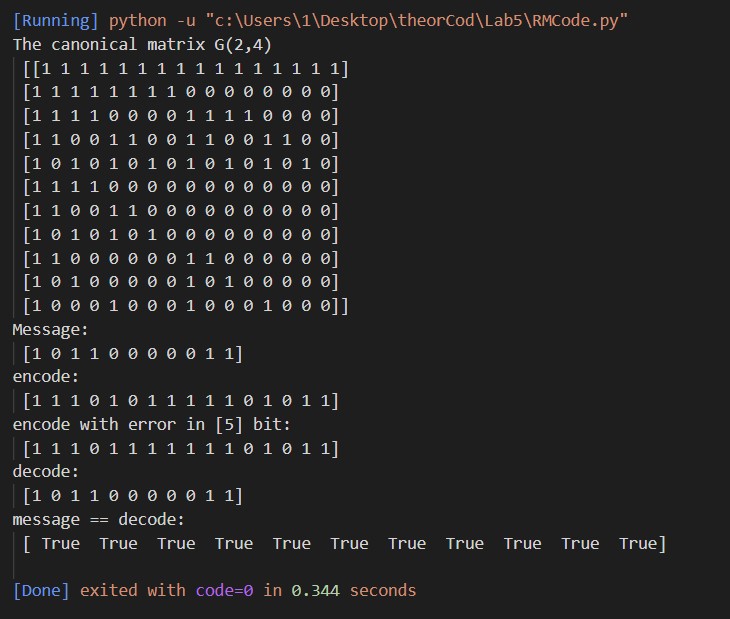 [Running] python -u "c:\Users\1\Desktop\theorCod\Lab5\RMCode.py"
The canonical matrix G(2,4)
[[1 1 1 1 1 1 1 1 1 1 1 1 1 1 1 1]
[1 1 1 1 1 1 1 1 0 0 0 0 0 0 0 0]
[1 1 1 1 0 0 0 0 1 1 1 1 0 0 0 0]
[1 1 0 0 1 1 0 0 1 1 0 0 1 1 0 0]
[1 0 1 0 1 0 1 0 1 0 1 0 1 0 1 0]
[1 1 1 1 0 0 0 0 0 0 0 0 0 0 0 0]
[1 1 0 0 1 1 0 0 0 0 0 0 0 0 0 0]
[1 0 1 0 1 0 1 0 0 0 0 0 0 0 0 0]
[1 1 0 0 0 0 0 0 1 1 0 0 0 0 0 0]
[1 0 1 0 0 0 0 0 1 0 1 0 0 0 0 0]
[1 0 0 0 1 0 0 0 1 0 0 0 1 0 0 0]]
Message:
[1 0 1 1 0 0 0 0 0 1 1]
encode:
[1 1 1 0 1 0 1 1 1 1 1 0 1 0 1 1]
encode with error in [5] bit:
[1 1 1 0 1 1 1 1 1 1 1 0 1 0 1 1]
decode:
[1 0 1 1 0 0 0 0 0 1 1]
message == decode:
[ True  True  True  True  True  True  True  True  True  True  True]
[Done] exited with code=0 in 0.344 seconds